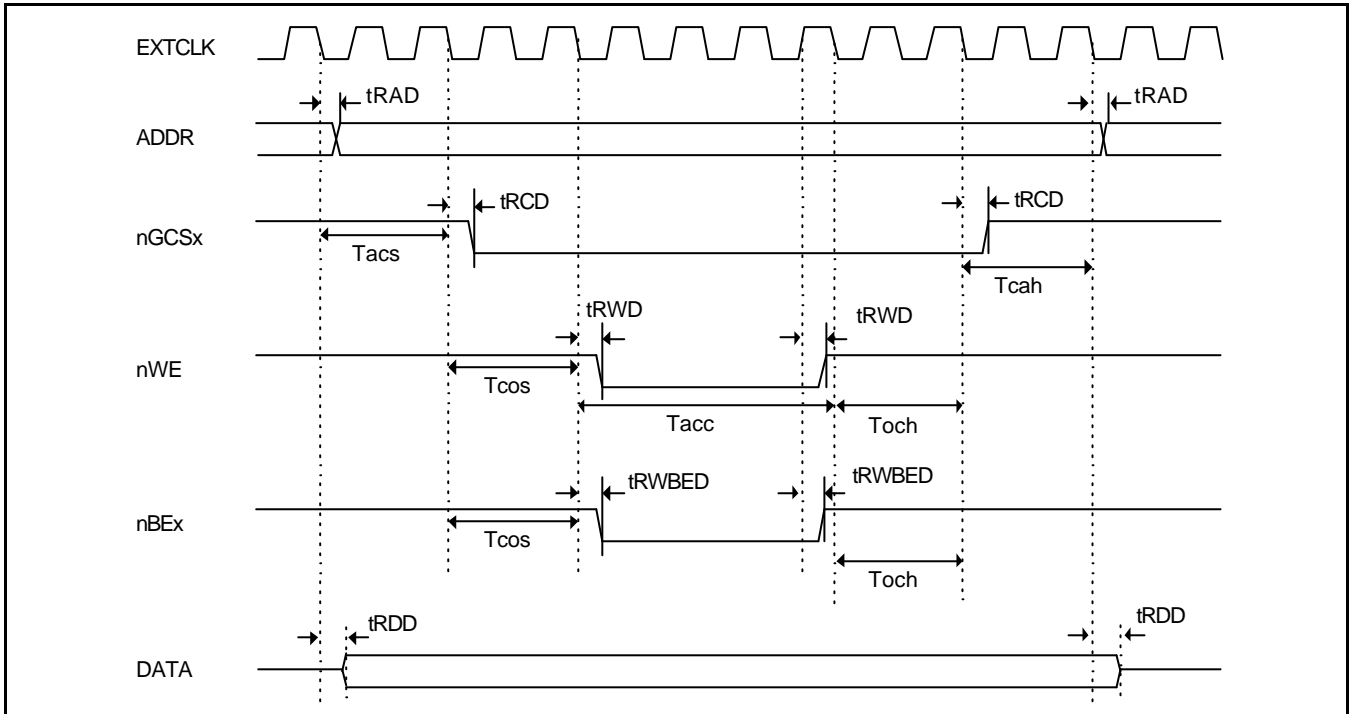 EXTCLK
tRAD
tRAD
ADDR
tRCD
tRCD
nGCSx
Tacs
Tcah
tRWD
tRWD
nWE
Tcos
Tacc
Toch
tRWBED
tRWBED
nBEx
Tcos
Toch
tRDD
tRDD
DATA